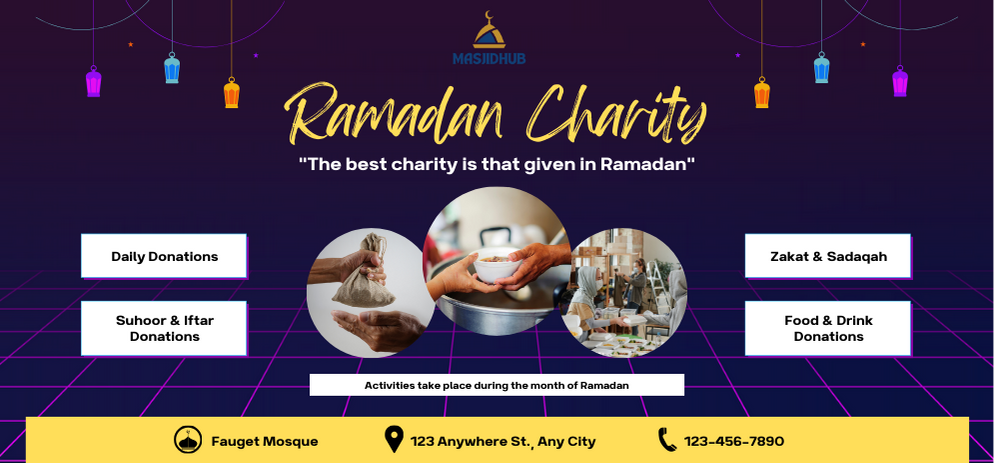 MASJIDHUB
Ramadan Charity
"The best charity is that given in Ramadan"
Daily Donations
Zakat & Sadaqah
Suhoor & Iftar
Donations
Food & Drink
Donations
Activities take place during the month of Ramadan
Fauget Mosque
123 Anywhere St., Any City
123-456-7890